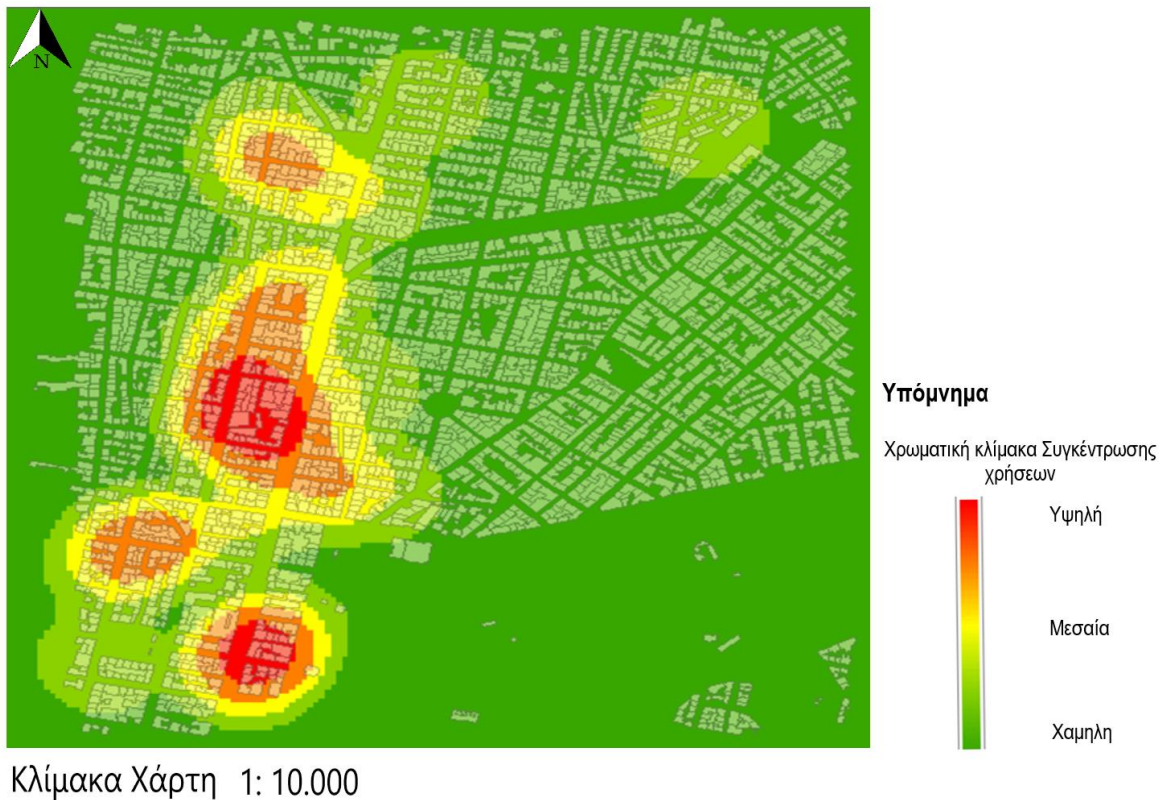 N
Υπόμνημα
Χρωματική κλίμακα Συγκέντρωσης
χρήσεων
Υψηλή
Μεσαία
Χαμηλη
Κλίμακα Χάρτη 1: 10.000